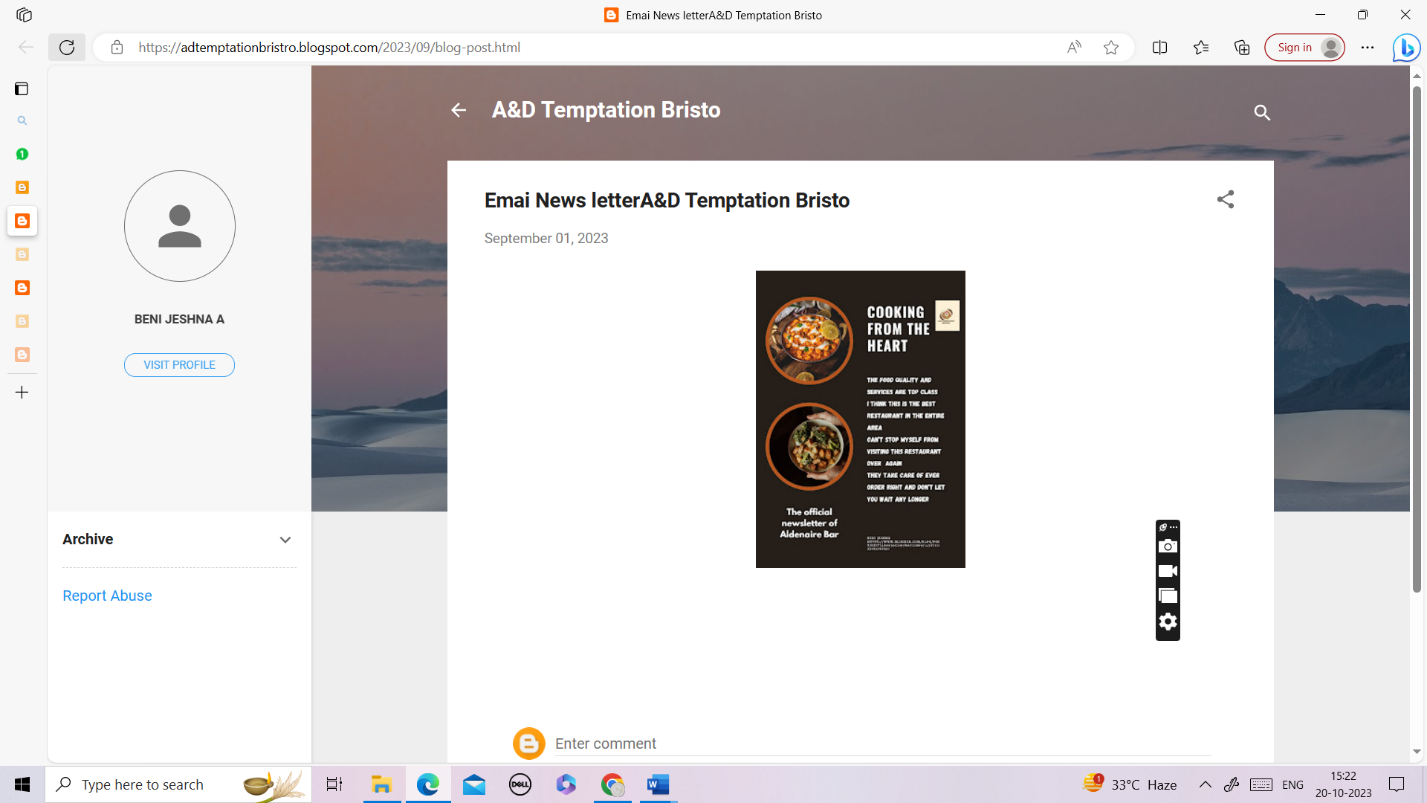 Emai News letterA&D Temptation Bristo
https://adtemptationbristro.blogspot.com/2023/09/blog-post.html
Sign in
A&D Temptation Bristo
BENI JESHNA A
VISIT PROFILE
Archive
Report Abuse
Emai News letterA&D Temptation Bristo
September 01, 2023
COOKING
FROM THE
HEART
THE FOOD QUALITY AND
SERVICES ARE TOP CLASS
I THINK THIS IS THE BEST
RESTAURANT IN THE ENTIRE
AREA
CAN'T STOP MYSELF FROM
VISITING THIS RESTAURANT
OVER AGAIN
THEY TAKE CARE OF EVER
ORDER RIGHT AND DON'T LET
YOU WAIT ANY LONGER
The official
newsletter of
Aldenaire Bar
Enter comment
Type here to search
DELL
1
33°C Haze
ENG
15:22
20-10-2023